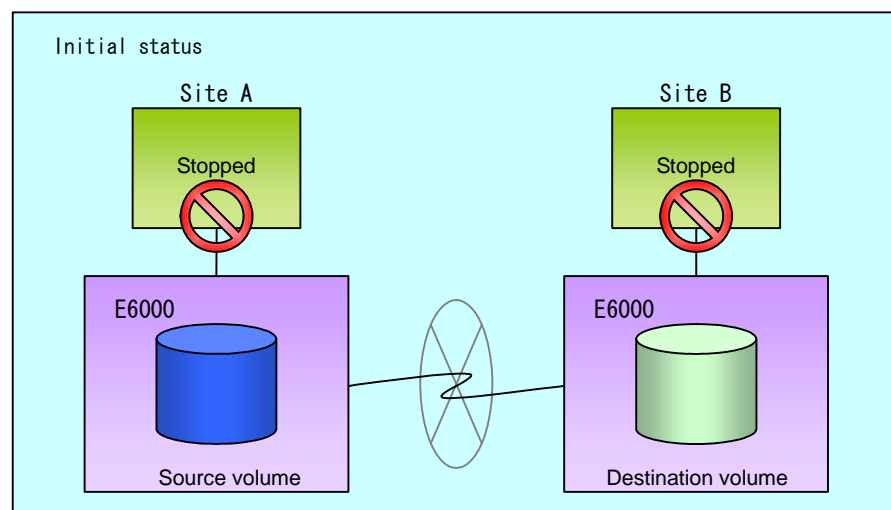 Initial status
Site A
Site B
Stopped
Stopped
E6000
E6000
Source volume
Destination volume